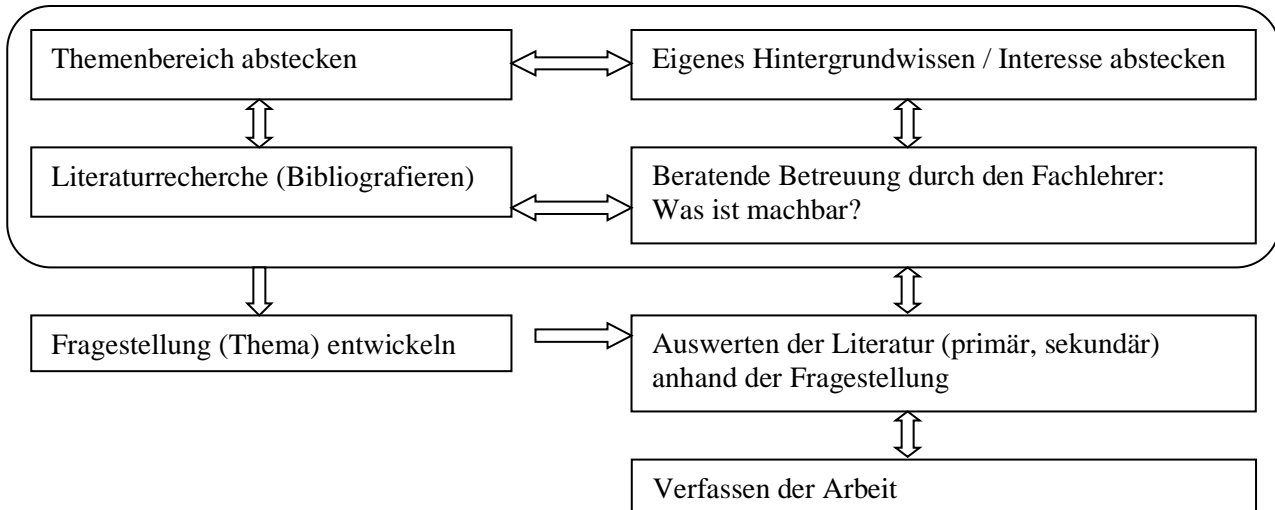 Themenbereich abstecken
Eigenes Hintergrundwissen / Interesse abstecken
Literaturrecherche (Bibliografieren)
Beratende Betreuung durch den Fachlehrer:
Was ist machbar?
Fragestellung (Thema) entwickeln
Auswerten der Literatur (primär, sekundär)
anhand der Fragestellung
Verfassen der Arbeit